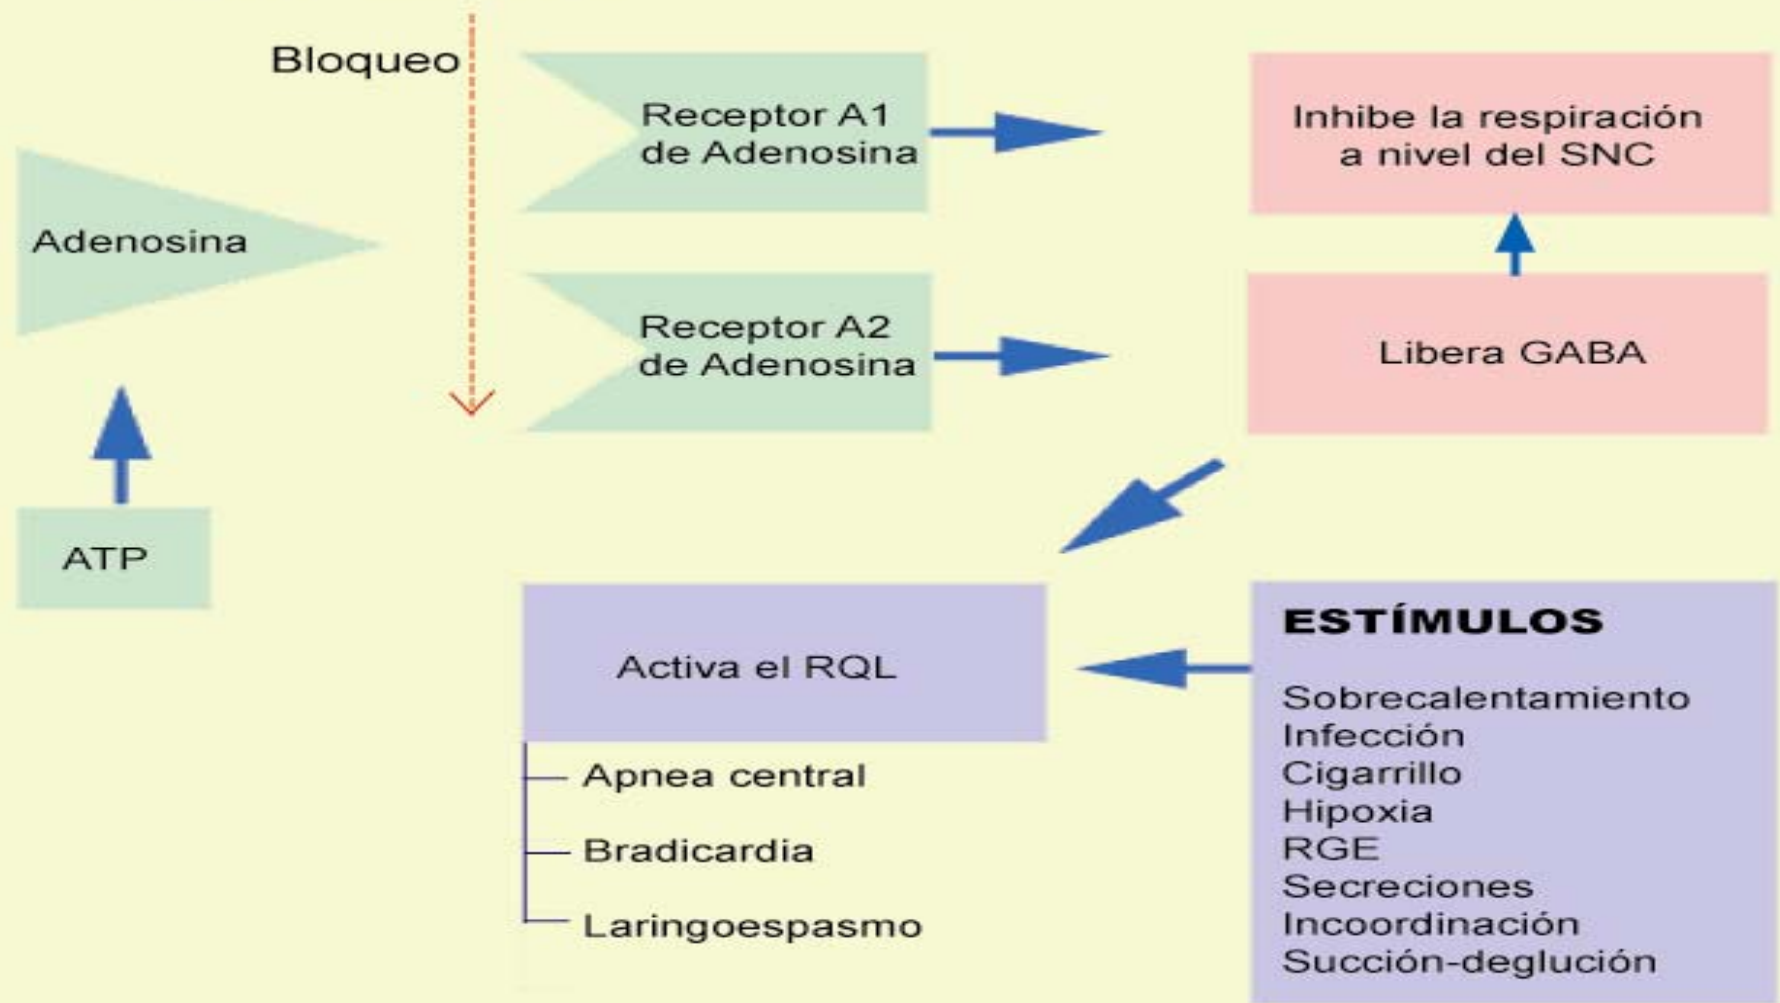 Bloqueo
Receptor A1
de Adenosina
Inhibe la respiración
a nivel del SNC
Adenosina
Receptor A2
de Adenosina
Libera GABA
ATP
Activa el RQL
Apnea central
Bradicardia
Laringoespasmo
ESTÍMULOS
Sobrecalentamiento
Infección
Cigarrillo
Hipoxia
RGE
Secreciones
Incoordinación
Succión-deglución